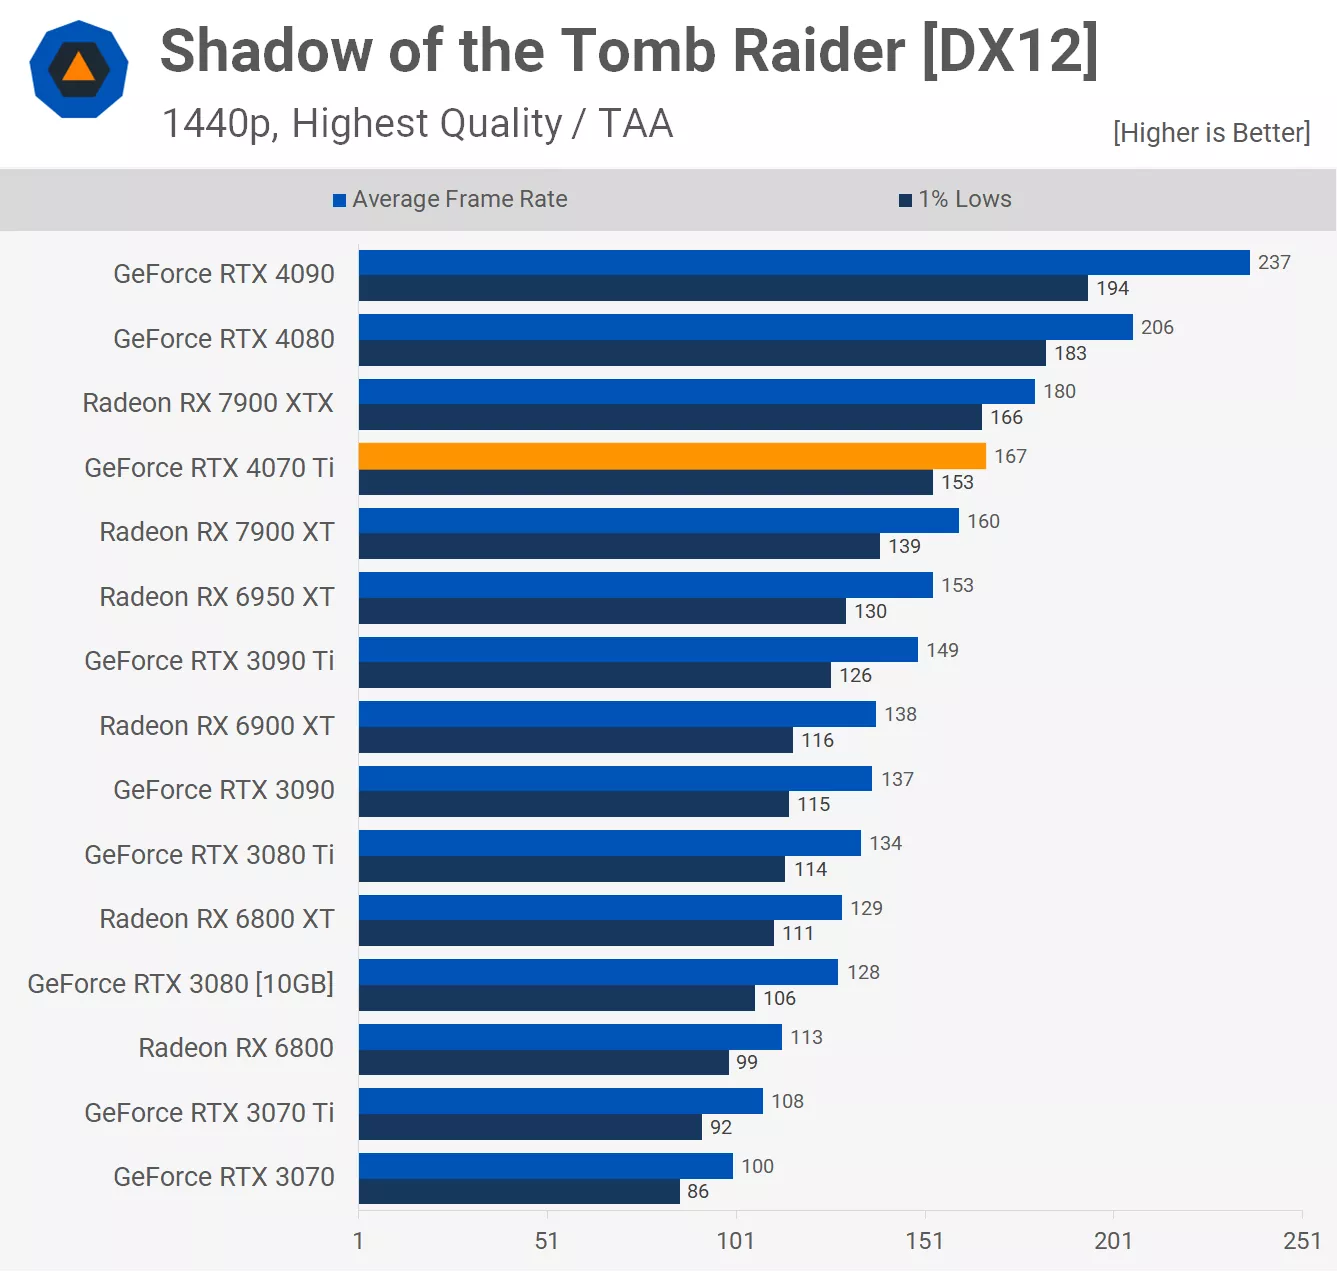 Shadow of the Tomb Raider [DX12]
1440p, Highest Quality / TAA
[Higher is Better]
Average Frame Rate 1% Lows
GeForce RTX 4090 237
194
GeForce RTX 4080 206
183
Radeon RX 7900 XTX 180
166
GeForce RTX 4070 Ti 167
153
Radeon RX 7900 XT 160
139
Radeon RX 6950 XT 153
130
GeForce RTX 3090 Ti 149
126
Radeon RX 6900 XT 138
116
GeForce RTX 3090 137
115
GeForce RTX 3080 Ti 134
114
Radeon RX 6800 XT 129
111
GeForce RTX 3080 [10GB] 128
106
Radeon RX 6800 113
99
GeForce RTX 3070 Ti 108
92
GeForce RTX 3070 100
86
1 51 101 151 201 251